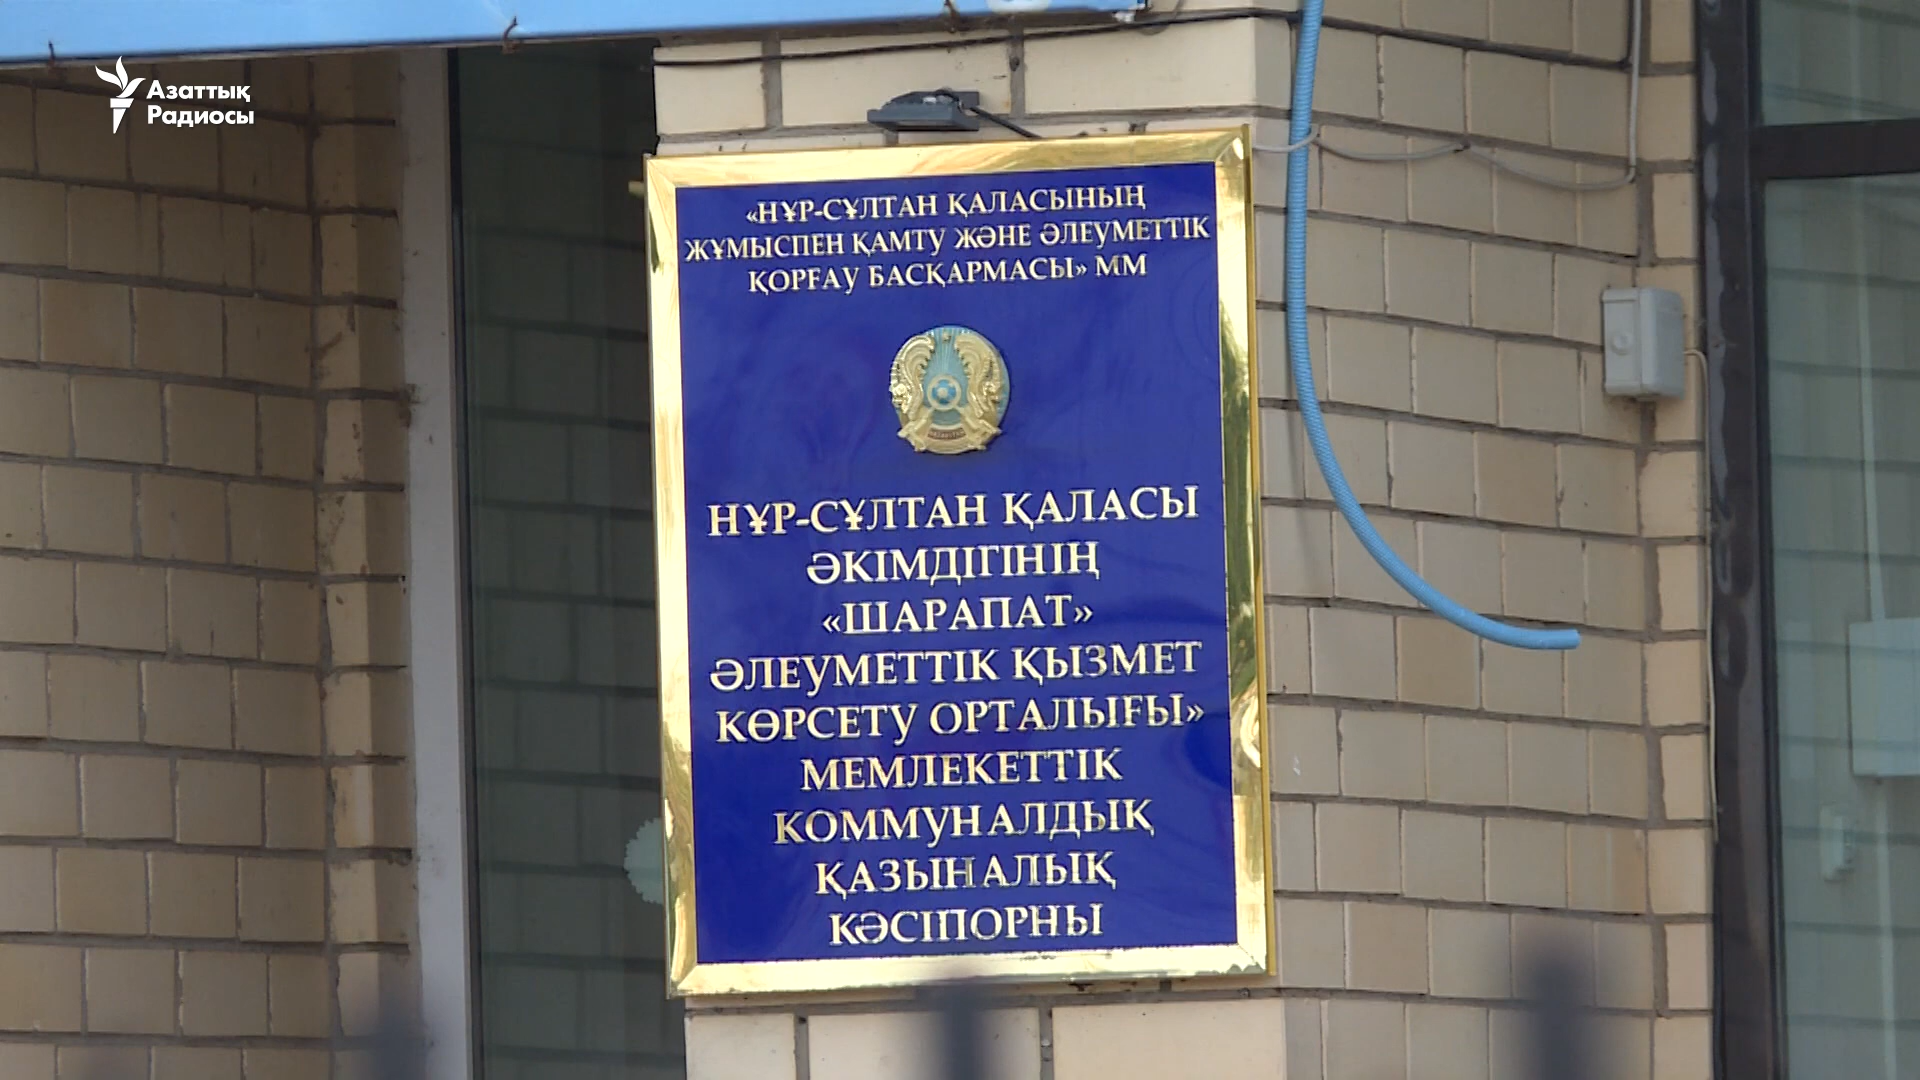 Азаттық
Радиосы
«НҰР-СҰЛТАН ҚАЛАСЫНЫҢ
ЖҰМЫСПЕН ҚАМТУ ЖӘНЕ ӘЛЕУМЕТТІК
ҚОРҒАУ БАСҚАРМАСЫ» ММ
НҰР-СҰЛТАН ҚАЛАСЫ
ӘКІМДІГІНІҢ
«ШАРАПАТ»
ӘЛЕУМЕТТІК ҚЫЗМЕТ
КӨРСЕТУ ОРТАЛЫҒЫ»
МЕМЛЕКЕТТІК
КОММУНАЛДЫҚ
ҚАЗЫНАЛЫҚ
КӘСІПОРНЫ